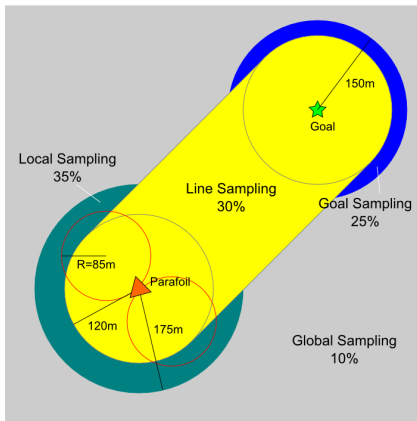 150m
Goal
Local Sampling
35%
Line Sampling
30%
Goal Sampling
25%
R=85m
Parafoil
120m
175m
Global Sampling
10%